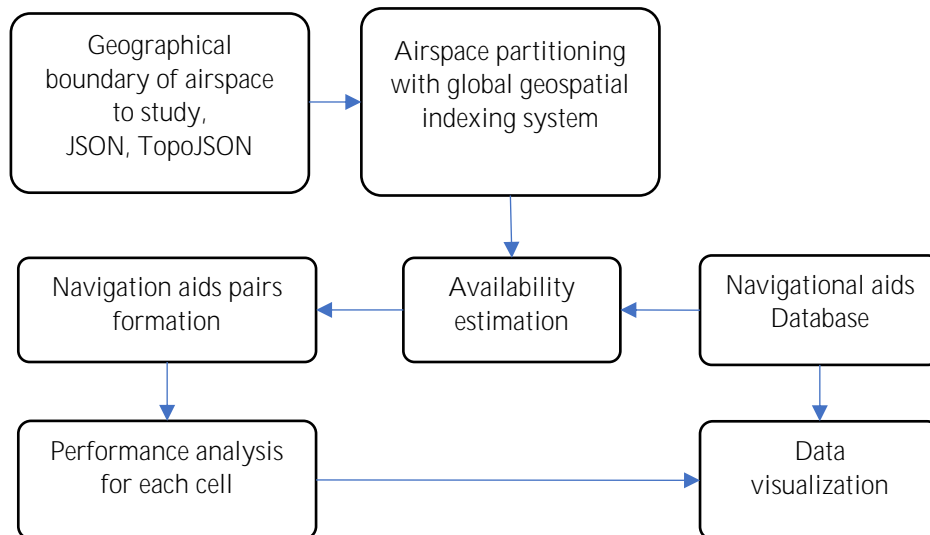 Geographical
boundary of airspace
to study,
JSON, TopoJSON
Airspace partitioning
with global geospatial
indexing system
Navigation aids pairs
formation
Availability
estimation
Navigational aids
Database
Performance analysis
for each cell
Data
visualization